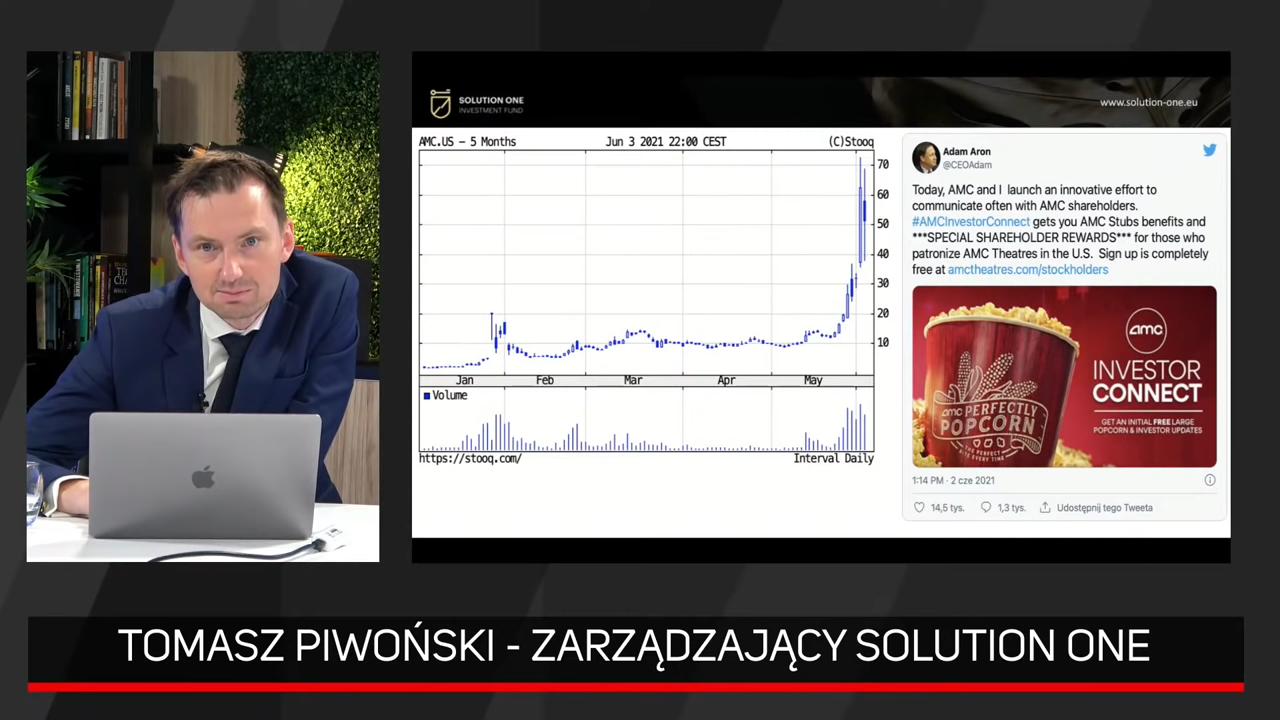 SOLUTION ONE
INVESTMENT FUND
www.solution-one.eu
AMC.US - 5 Months
Jun 3 2021 22:00 CEST
(C)Stooq
70
60
50
40
30
20
10
Jan
Feb
Mar
Apr
May
Volume
https://stooq.com/
Interval Daily
Adam Aron
@CEOAdam
Today, AMC and I launch an innovative effort to
communicate often with AMC shareholders.
#AMCInvestorConnect gets you AMC Stubs benefits and
***SPECIAL SHAREHOLDER REWARDS*** for those who
patronize AMC Theatres in the U.S. Sign up is completely
free at amctheatres.com/stockholders
amc
PERFECTLY
POPCORN
THE PERFECT
BITE EVERY TIME
amc
INVESTOR
CONNECT
GET AN INITIAL FREE LARGE
POPCORN & INVESTOR UPDATES
1:14 PM · 2 cze 2021
14,5 tys.
1,3 tys.
Udostępnij tego Tweeta
TOMASZ PIWOŃSKI - ZARZĄDZAJĄCY SOLUTION ONE